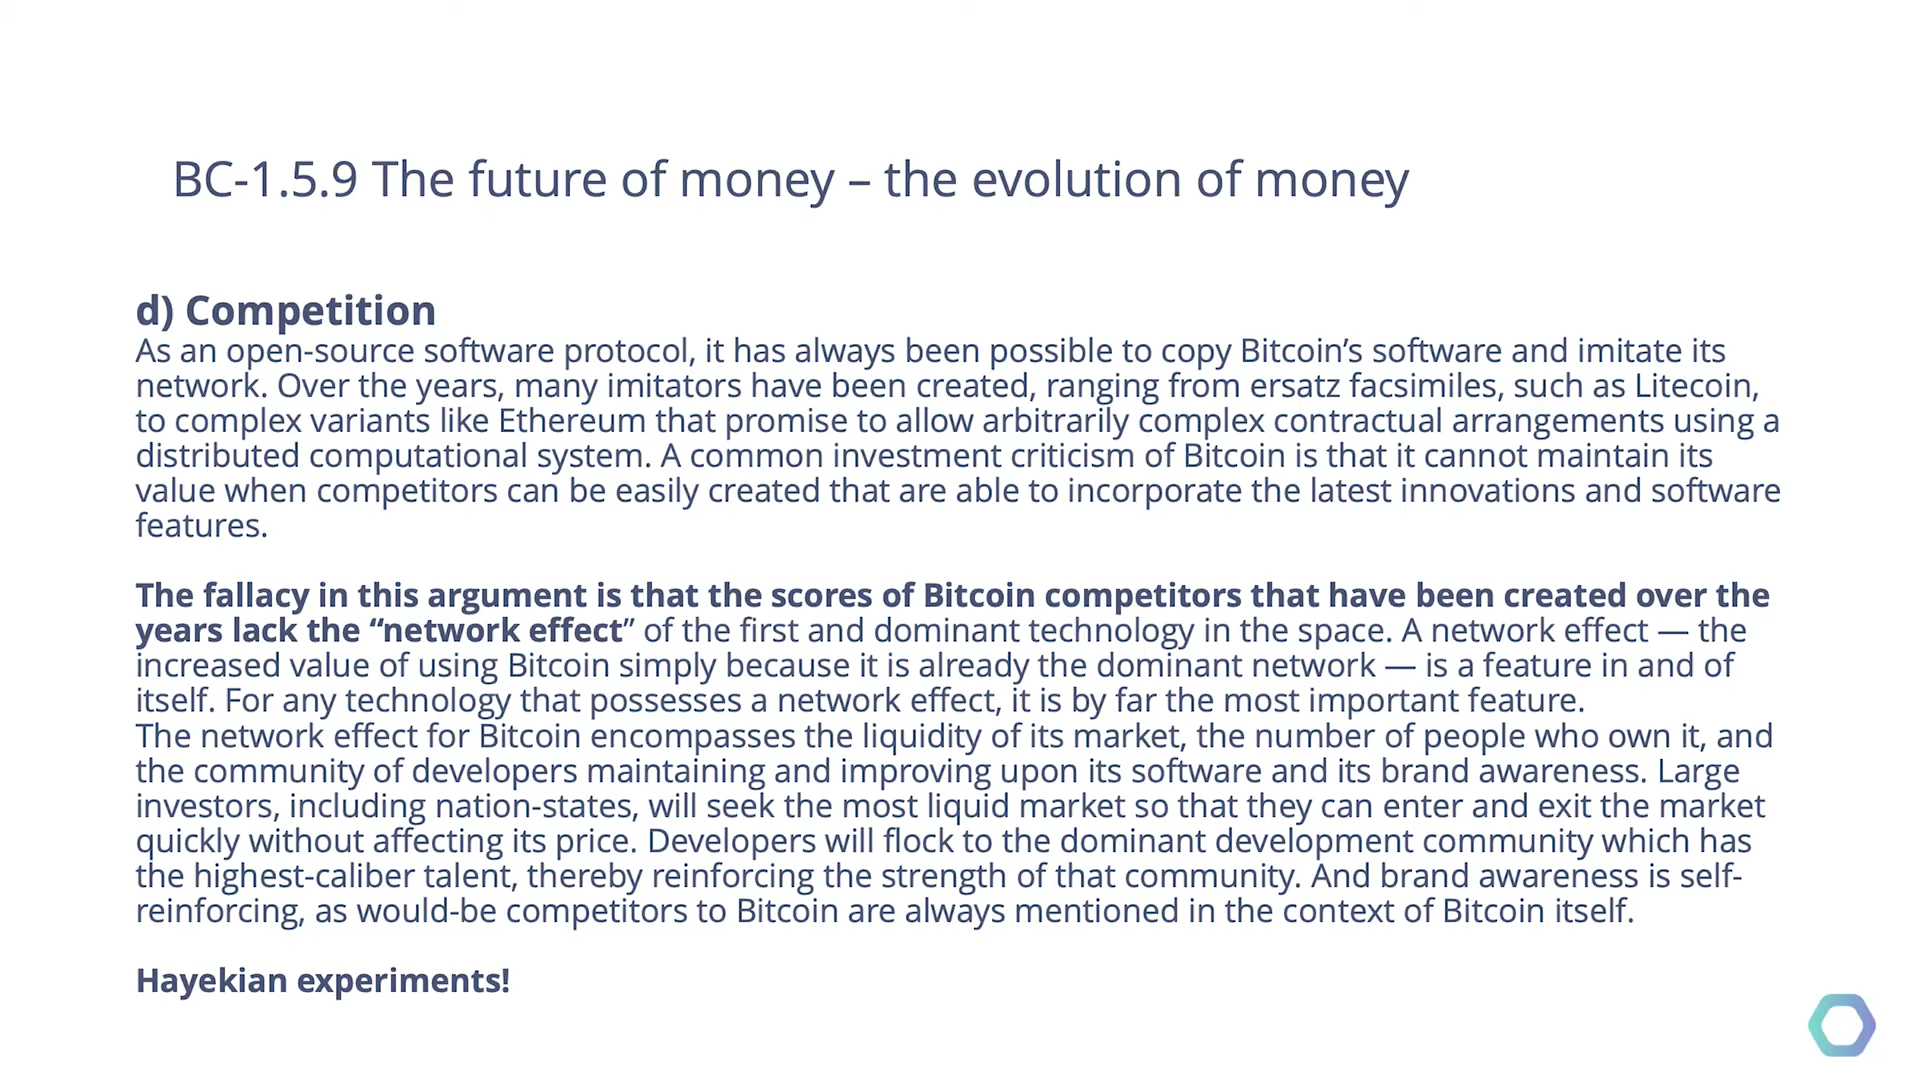 BC-1.5.9 The future of money – the evolution of money
d) Competition
As an open-source software protocol, it has always been possible to copy Bitcoin’s software and imitate its
network. Over the years, many imitators have been created, ranging from ersatz facsimiles, such as Litecoin,
to complex variants like Ethereum that promise to allow arbitrarily complex contractual arrangements using a
distributed computational system. A common investment criticism of Bitcoin is that it cannot maintain its
value when competitors can be easily created that are able to incorporate the latest innovations and software
features.
The fallacy in this argument is that the scores of Bitcoin competitors that have been created over the
years lack the “network effect” of the first and dominant technology in the space. A network effect — the
increased value of using Bitcoin simply because it is already the dominant network — is a feature in and of
itself. For any technology that possesses a network effect, it is by far the most important feature.
The network effect for Bitcoin encompasses the liquidity of its market, the number of people who own it, and
the community of developers maintaining and improving upon its software and its brand awareness. Large
investors, including nation-states, will seek the most liquid market so that they can enter and exit the market
quickly without affecting its price. Developers will flock to the dominant development community which has
the highest-caliber talent, thereby reinforcing the strength of that community. And brand awareness is self-
reinforcing, as would-be competitors to Bitcoin are always mentioned in the context of Bitcoin itself.
Hayekian experiments!